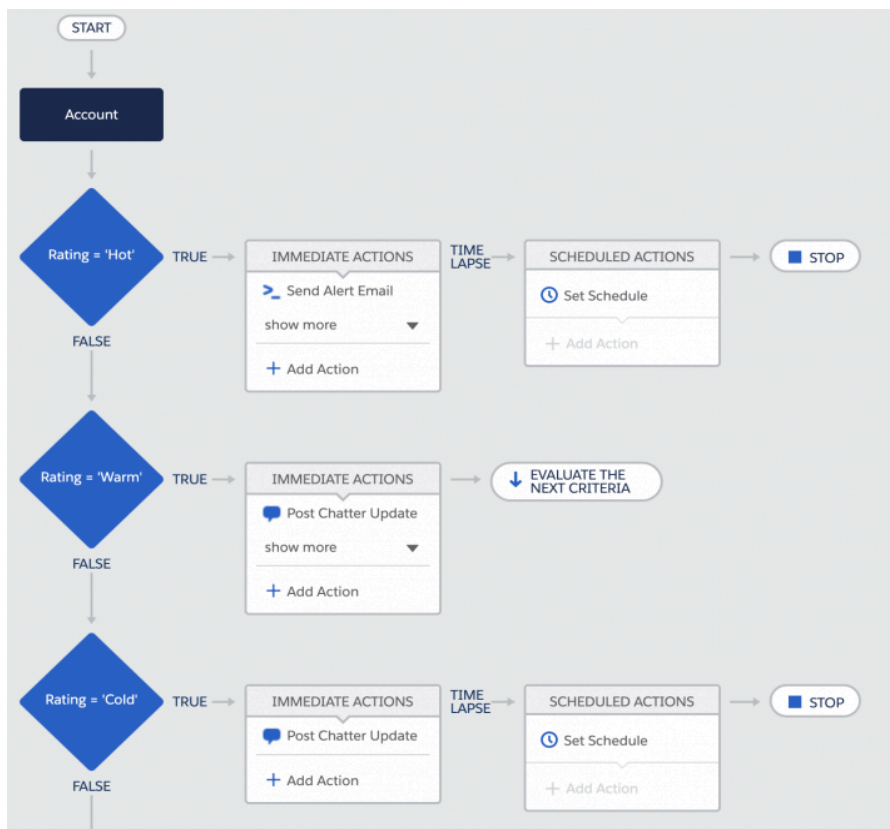 START
Account
Rating = 'Hot'
TRUE
IMMEDIATE ACTIONS
Send Alert Email
show more
+ Add Action
TIME
LAPSE
SCHEDULED ACTIONS
Set Schedule
+ Add Action
STOP
FALSE
Rating = 'Warm'
TRUE
IMMEDIATE ACTIONS
Post Chatter Update
show more
+ Add Action
EVALUATE THE
NEXT CRITERIA
FALSE
Rating = 'Cold'
TRUE
IMMEDIATE ACTIONS
Post Chatter Update
+ Add Action
TIME
LAPSE
SCHEDULED ACTIONS
Set Schedule
+ Add Action
STOP
FALSE